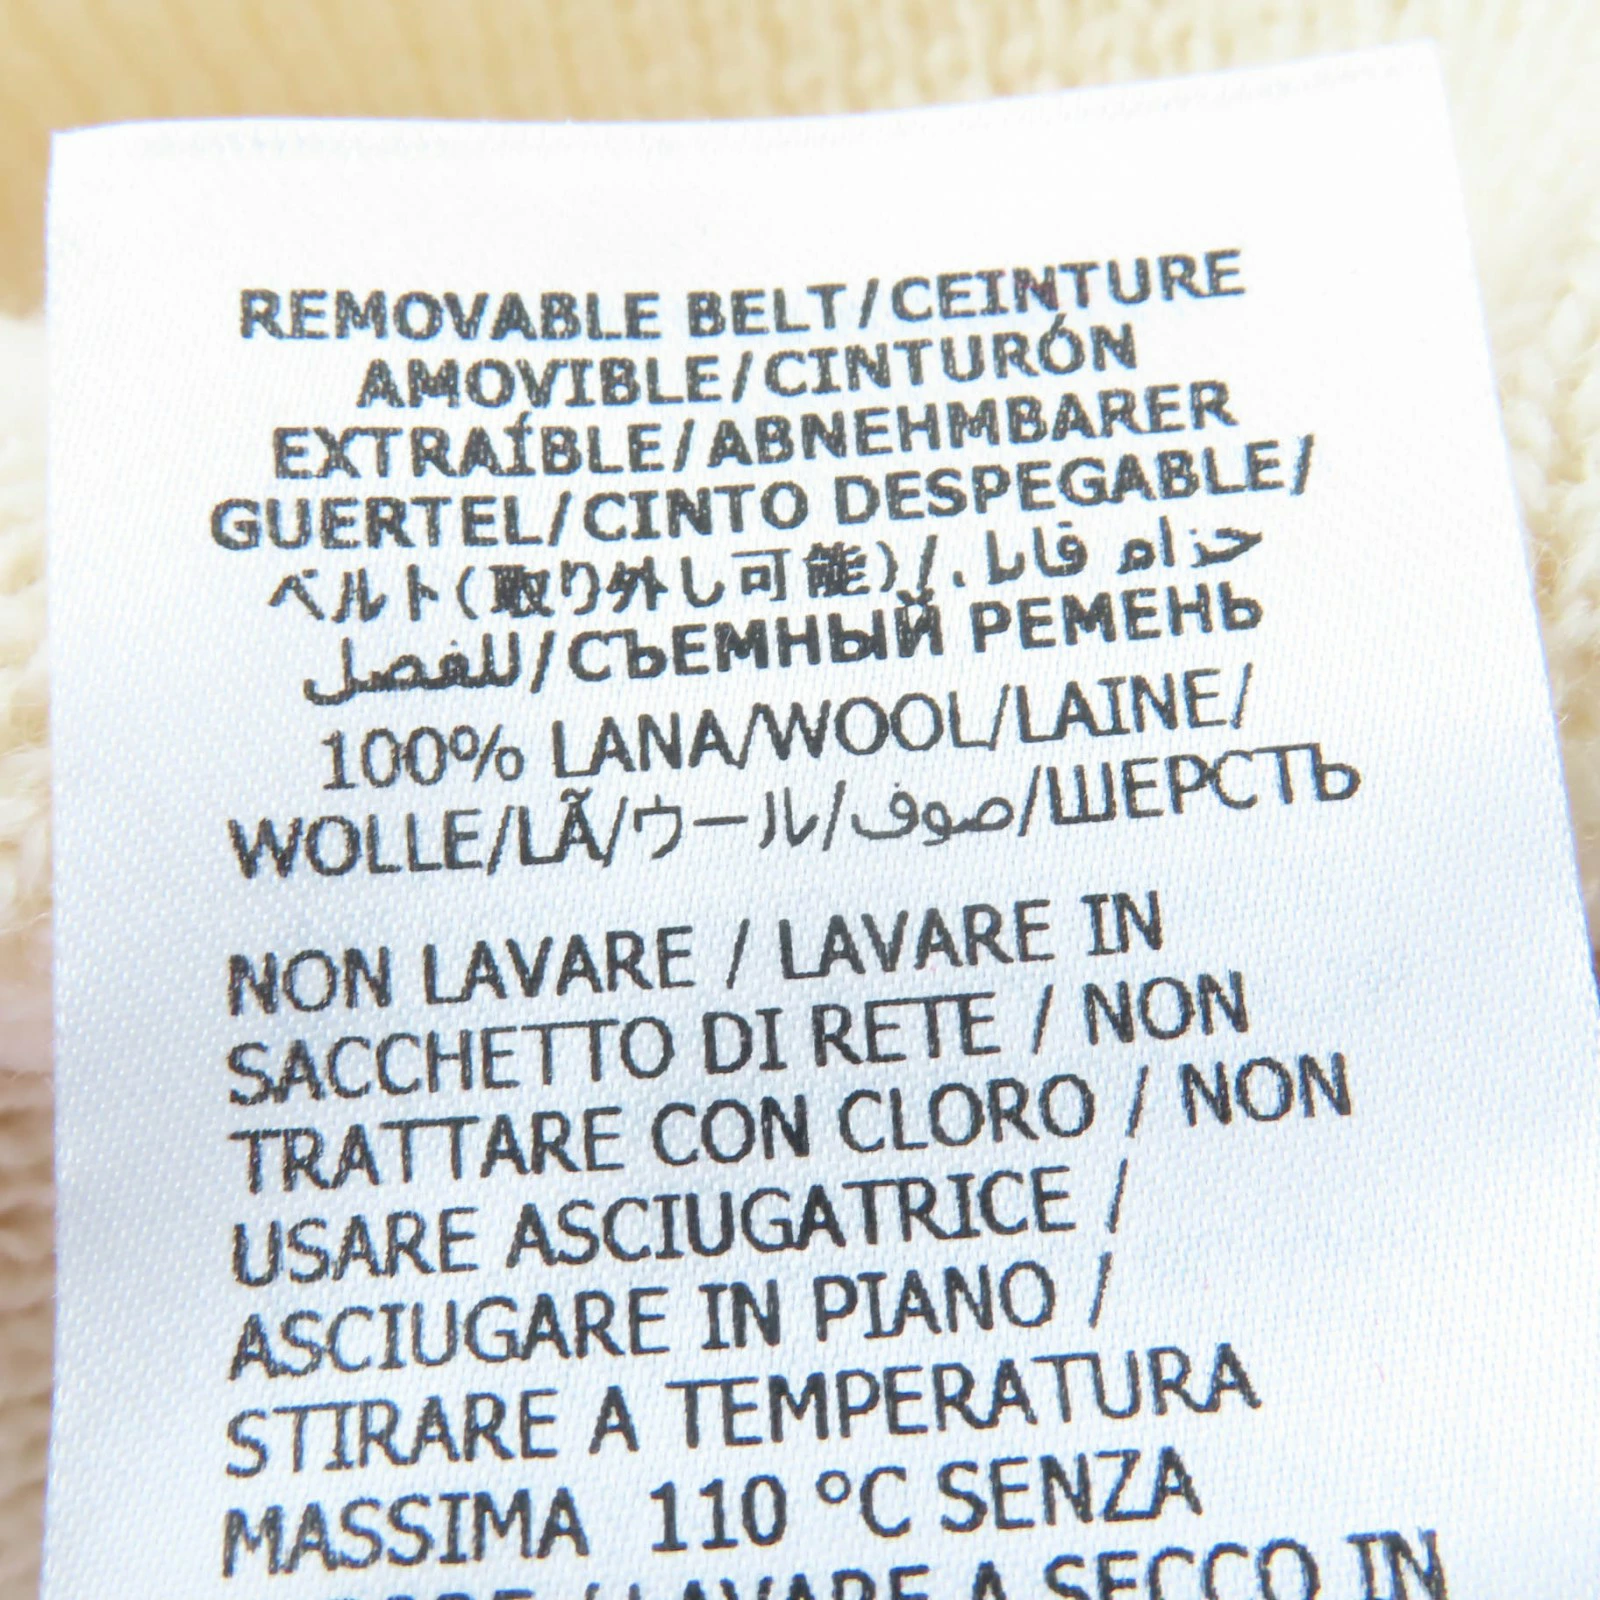 REMOVABLE BELT/CEINTURE
AMOVIBLE/CINTURÓN
EXTRAÍBLE/ABNEHMBARER
GUERTEL/CINTO DESPEGABLE/
ベルト(取り外し可能)/. حزام قابل
للفصل/СЪЕМНЫЙ РЕМЕНЬ
100% LANA/WOOL/LAINE/
WOLLE/LÃ/ウール/صوف/ШЕРСТЬ
NON LAVARE / LAVARE IN
SACCHETTO DI RETE / NON
TRATTARE CON CLORO / NON
USARE ASCIUGATRICE /
ASCIUGARE IN PIANO /
STIRARE A TEMPERATURA
MASSIMA 110 °C SENZA
/ LAVARE A SECCO IN